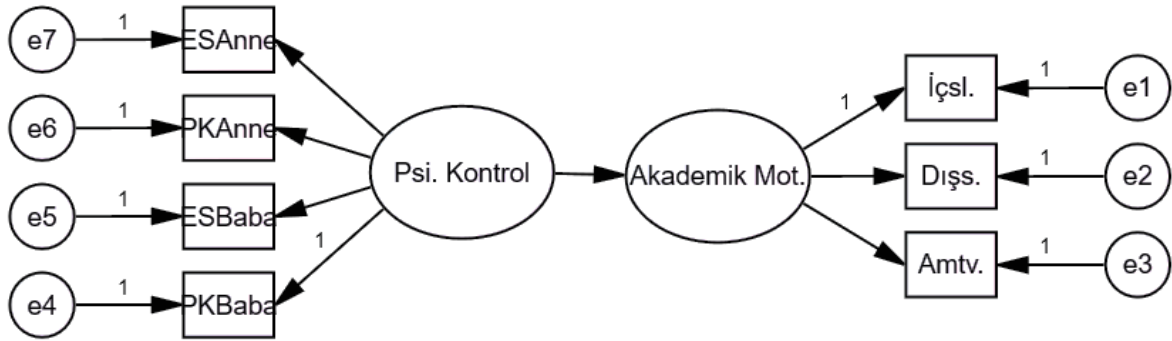 e7
1
ESAnne
e6
1
PKAnne
e5
1
ESBaba
e4
1
PKBaba
1
Psi. Kontrol
Akademik Mot.
1
İçsl.
1
e1
Dışs.
1
e2
Amtv.
1
e3